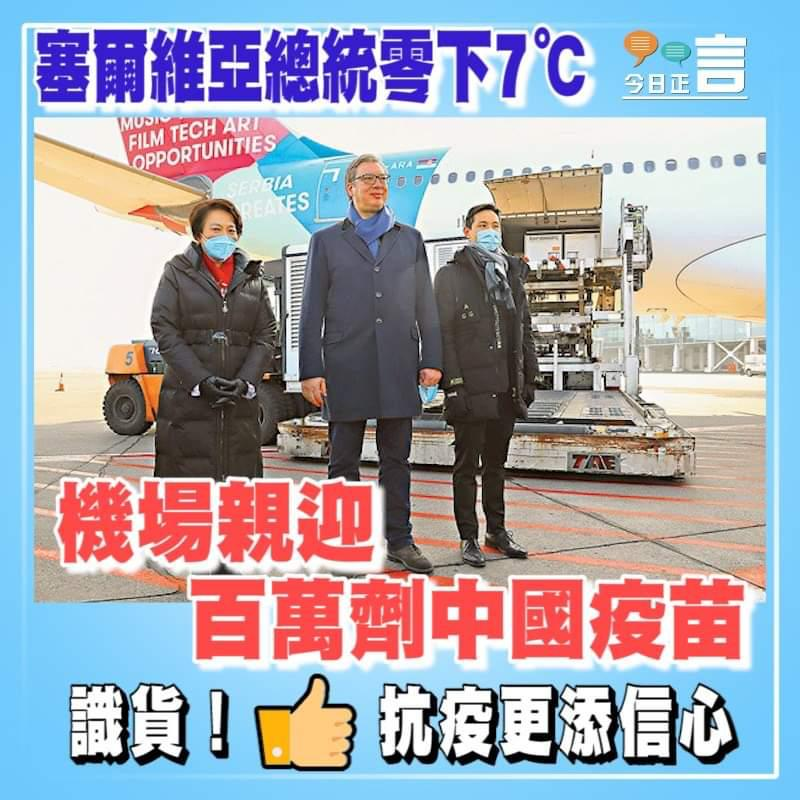 塞爾維亞總統零下7℃
今日正言
MUSIC
FILM TECH ART
OPPORTUNITIES
SERBIA
CREATES
5
TAE
機場親迎
百萬劑中國疫苗
識貨！👍抗疫更添信心